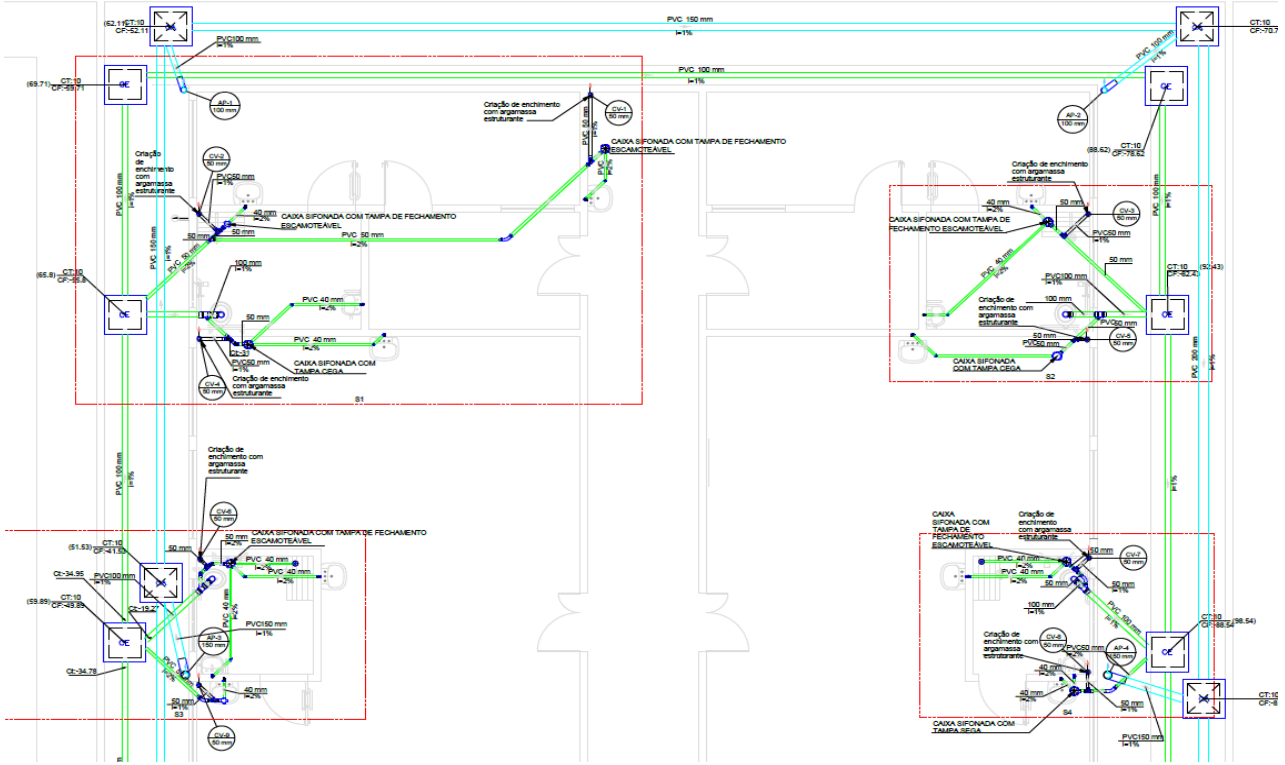 (62.11)
CT:10
CF:-52.11
PVC100 mm
i=1%
PVC 150 mm
i=1%
PVC 100 mm
i=1%
CT:10
CF:-70.7
(69.71)
CT:10
CF:-59.71
CE
AP-1
100 mm
PVC 100 mm
i=1%
CE
AP-2
100 mm
(88.62)
CT:10
CF:-78.62
Criação de enchimento
com argamassa
estruturante
CV-1
50 mm
PVC 50 mm
i=1%
CAIXA SIFONADA COM TAMPA DE FECHAMENTO
ESCAMOTEÁVEL
PVC
i=2%
Criação
de
enchimento
com argamassa
estruturante
CV-2
50 mm
PVC50 mm
i=1%
40 mm
i=2%
CAIXA SIFONADA COM TAMPA DE FECHAMENTO
ESCAMOTEÁVEL
50 mm
50 mm
PVC 50 mm
i=2%
PVC 50 mm
i=2%
PVC 100 mm
i=1%
PVC 150 mm
i=1%
Criação de enchimento
com argamassa
estruturante
40 mm
i=2%
50 mm
CV-3
50 mm
PVC50 mm
i=1%
CAIXA SIFONADA COM TAMPA DE
FECHAMENTO ESCAMOTEÁVEL
PVC 40 mm
i=2%
50 mm
PVC 100 mm
i=1%
(65.8)
CT:10
CF:-55.8
CE
100 mm
i=1%
PVC 40 mm
i=2%
50 mm
PVC 40 mm
i=2%
CL:-31
PVC50 mm
i=1%
CAIXA SIFONADA COM
TAMPA CEGA
CV-4
50 mm
Criação de enchimento
com argamassa
estruturante
S1
PVC100 mm
i=1%
CT:10
(92.43)
CE
Criação de
enchimento
com argamassa
estruturante
100 mm
50 mm
CV-5
50 mm
CAIXA SIFONADA
COM TAMPA CEGA
S2
PVC 200 mm
i=1%
PVC 100 mm
i=1%
i=1%
Criação de
enchimento com
argamassa
estruturante
CV-6
50 mm
50 mm
50 mm
i=2%
CAIXA SIFONADA COM TAMPA DE FECHAMENTO
ESCAMOTEÁVEL
PVC 40 mm
i=2%
PVC 40 mm
i=2%
(51.53)
CT:10
CF:-41.53
CL:-34.95
PVC100 mm
i=1%
(59.89)
CT:10
CF:-49.89
CE
AP-3
150 mm
PVC150 mm
i=1%
CL:-34.78
i=2%
40 mm
i=2%
50 mm
i=1%
S3
CV-9
50 mm
CAIXA
SIFONADA COM
TAMPA DE
FECHAMENTO
ESCAMOTEÁVEL
Criação de
enchimento
com argamassa
estruturante
50 mm
CV-7
50 mm
PVC 40 mm
i=2%
50 mm
50 mm
i=1%
100 mm
i=1%
PVC 100 mm
i=1%
CT:10
CF:-88.54
(98.54)
CE
Criação de
enchimento com
argamassa
estruturante
CV-8
50 mm
PVC50 mm
i=2%
AP-4
150 mm
40 mm
i=2%
40 mm
i=2%
50 mm
i=1%
S4
CT:10
CAIXA SIFONADA COM
TAMPA SEGA
PVC150 mm
i=1%